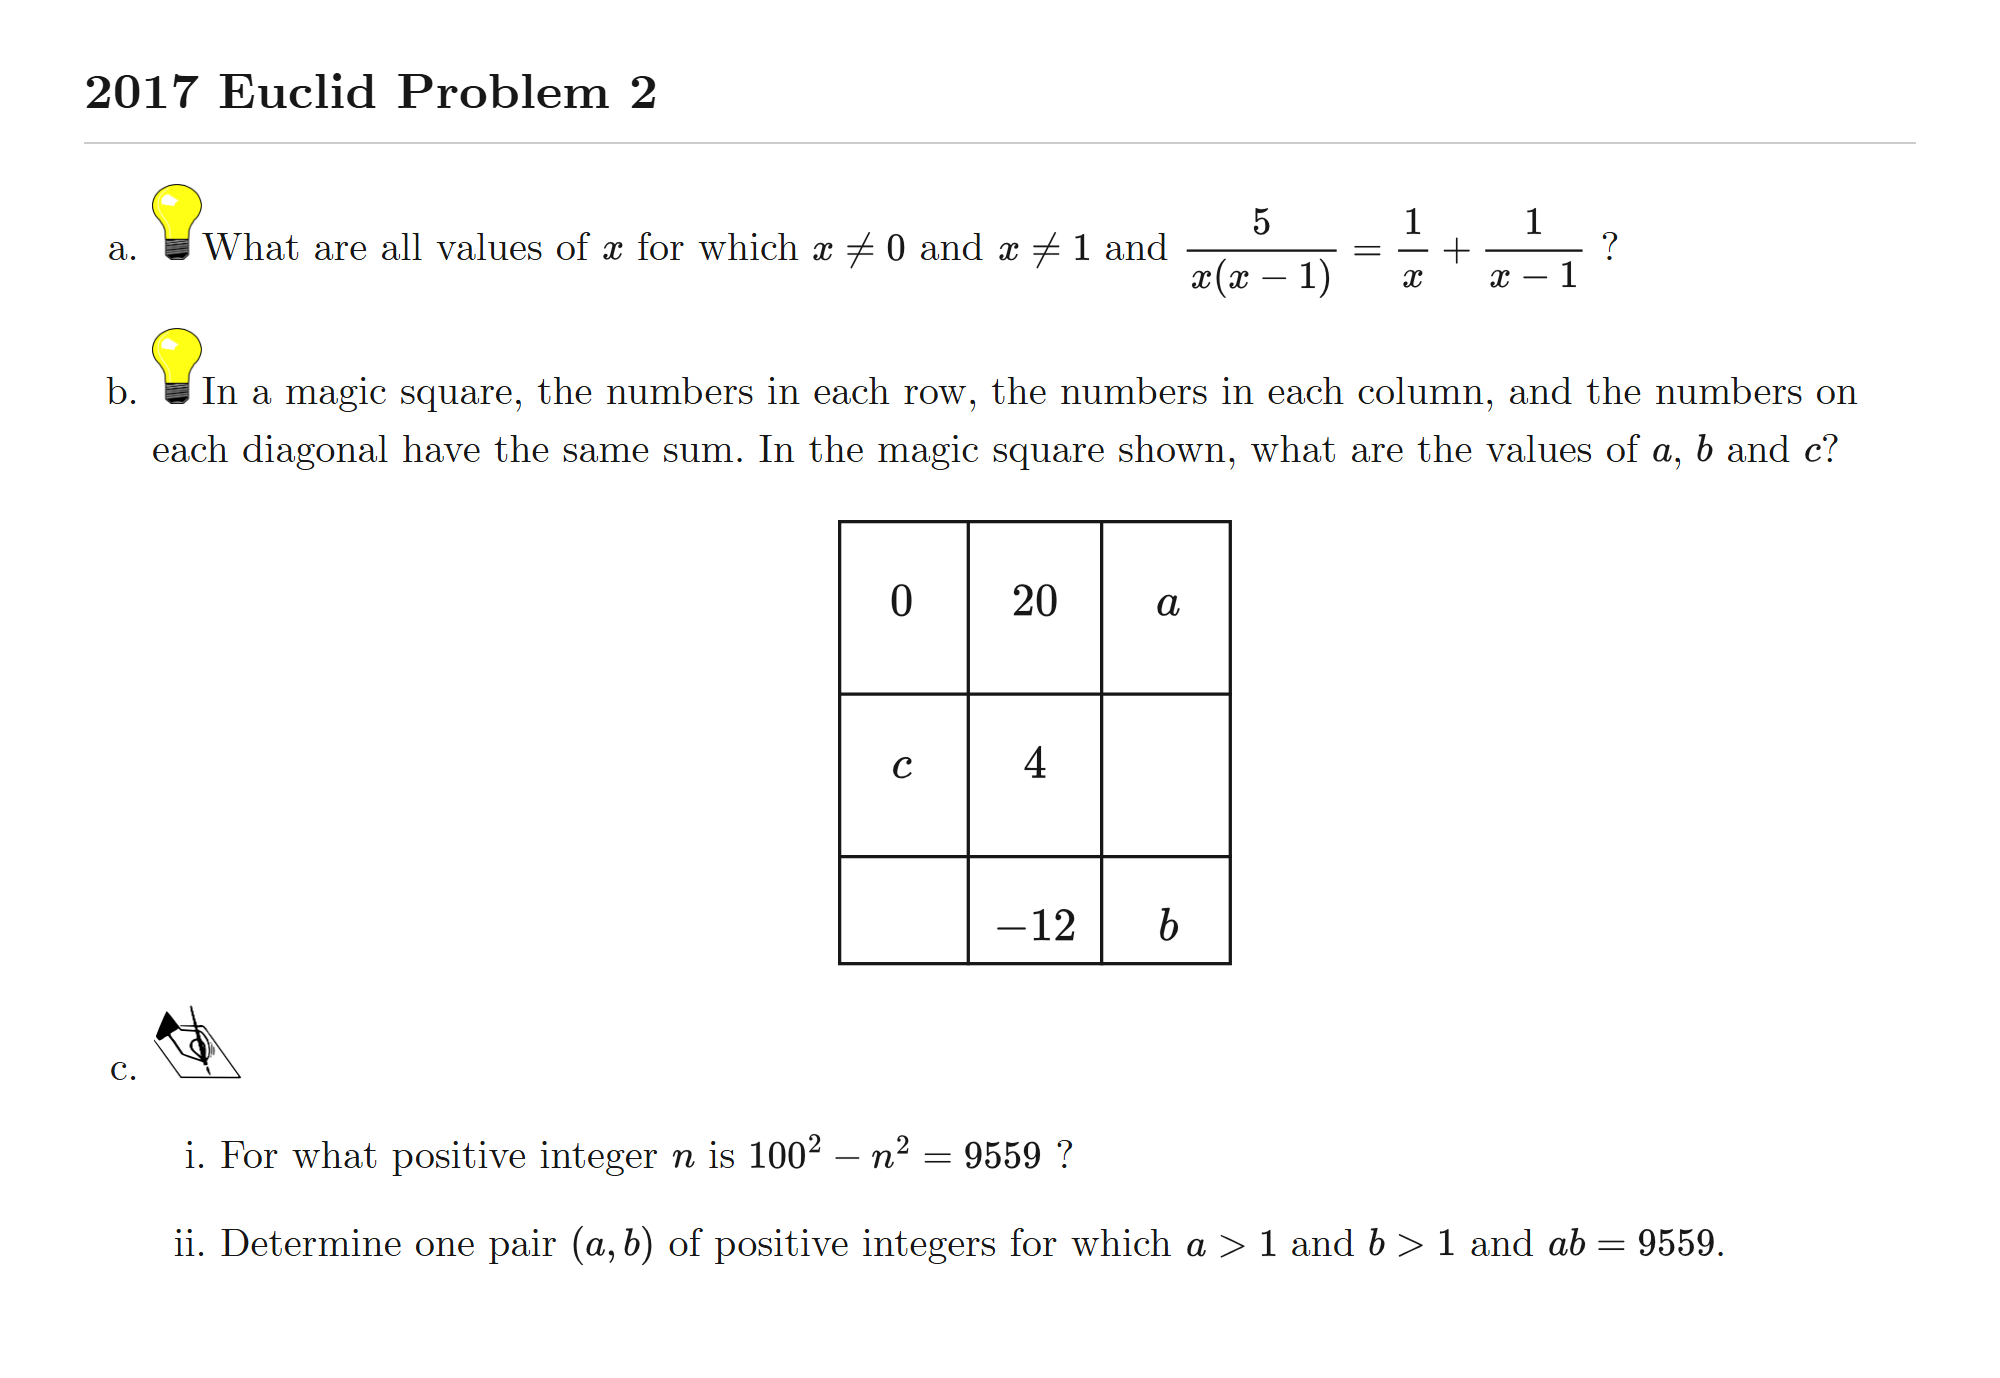 2017 Euclid Problem 2
a. What are all values of x for which x ≠ 0 and x ≠ 1 and 5/(x(x − 1)) = 1/x + 1/(x − 1) ?
b. In a magic square, the numbers in each row, the numbers in each column, and the numbers on
each diagonal have the same sum. In the magic square shown, what are the values of a, b and c?
0 20 a
c 4
−12 b
c.
i. For what positive integer n is 100² − n² = 9559 ?
ii. Determine one pair (a, b) of positive integers for which a > 1 and b > 1 and ab = 9559.